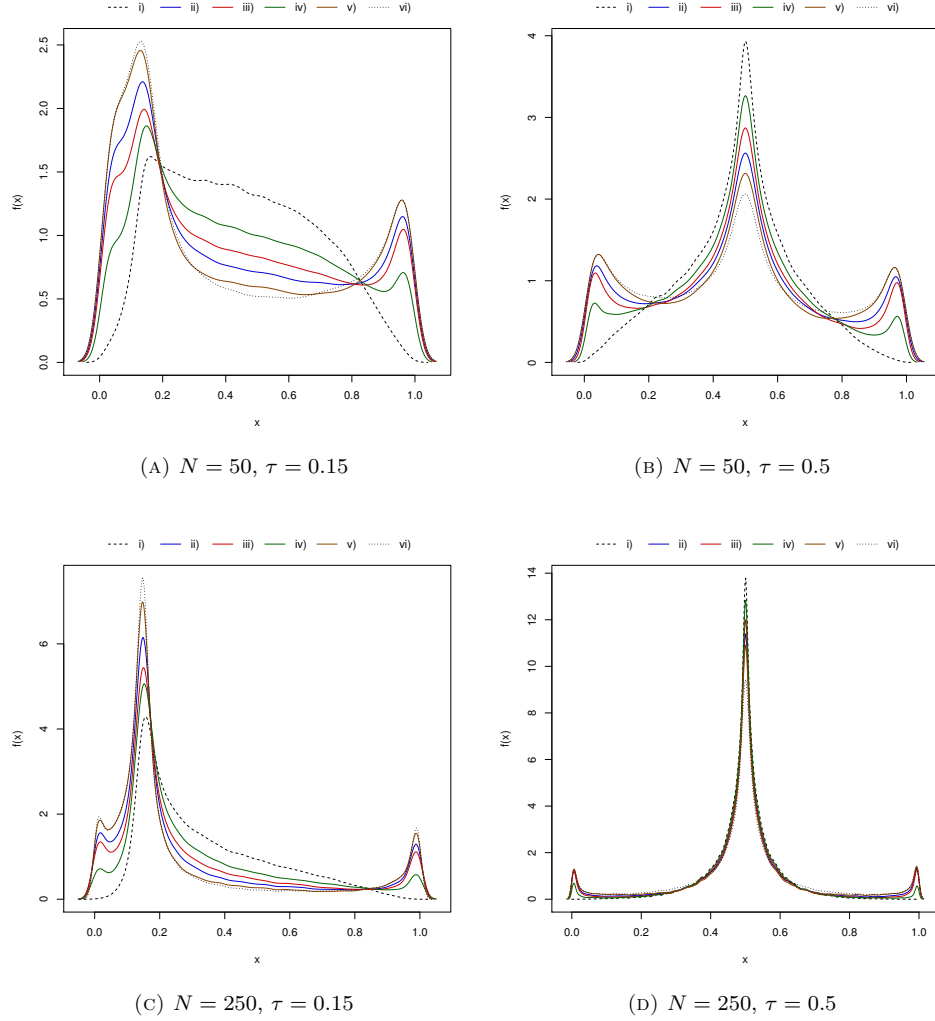 i) ii) iii) iv) v) vi)
i) ii) iii) iv) v) vi)
f(x)
0.0 0.5 1.0 1.5 2.0 2.5
0.0 0.2 0.4 0.6 0.8 1.0
x
f(x)
0 1 2 3 4
0.0 0.2 0.4 0.6 0.8 1.0
x
(A) N = 50, τ = 0.15
(B) N = 50, τ = 0.5
i) ii) iii) iv) v) vi)
i) ii) iii) iv) v) vi)
f(x)
0 2 4 6
0.0 0.2 0.4 0.6 0.8 1.0
x
f(x)
0 2 4 6 8 10 12 14
0.0 0.2 0.4 0.6 0.8 1.0
x
(C) N = 250, τ = 0.15
(D) N = 250, τ = 0.5